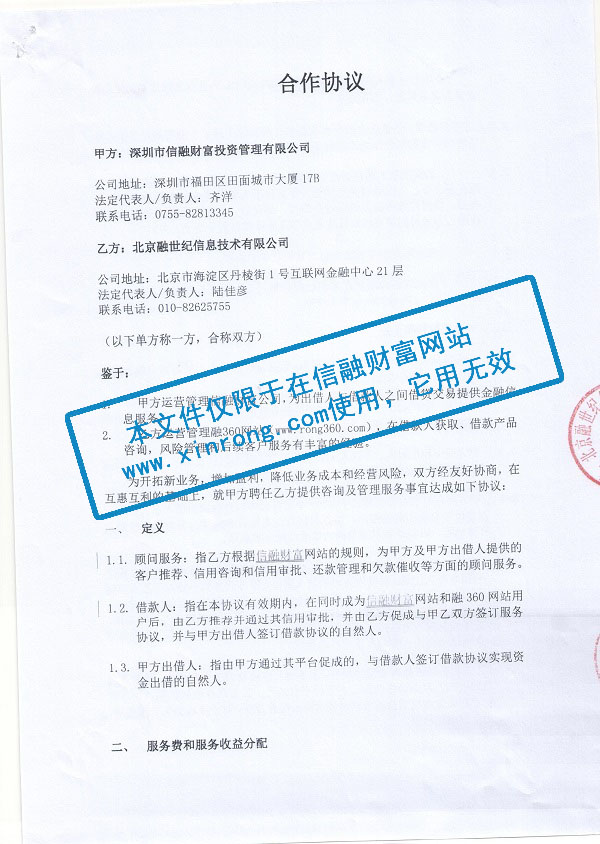 合作协议
甲方：深圳市信融财富投资管理有限公司
公司地址：深圳市福田区田面城市大厦 17B
法定代表人/负责人：齐洋
联系电话：0755-82813345
乙方：北京融世纪信息技术有限公司
公司地址：北京市海淀区丹棱街 1 号互联网金融中心 21 层
法定代表人/负责人：陆佳彦
联系电话：010-82625755
（以下单方称一方，合称双方）
鉴于：
甲方运营管理信融财富公司，为出借人与借款人之间借贷交易提供金融信
息服务
2. 乙方运营管理融360网站（www.rong360.com），在借款人获取、借款产品
咨询，风险管理和后续客户服务有丰富的经验。
为开拓新业务，增加盈利，降低业务成本和经营风险，双方经友好协商，在
互惠互利的基础上，就甲方聘任乙方提供咨询及管理服务事宜达成如下协议：
本文件仅限于在信融财富网站
www.xinrong.com使用，它用无效
北京融世纪
一、 定义
1.1. 顾问服务：指乙方根据信融财富网站的规则，为甲方及甲方出借人提供的
客户推荐、信用咨询和信用审批、还款管理和欠款催收等方面的顾问服务。
1.2. 借款人：指在本协议有效期内，在同时成为信融财富网站和融 360 网站用
户后，由乙方推荐并通过其信用审批，并由乙方促成与甲乙双方签订服务
协议，并与甲方出借人签订借款协议的自然人。
1.3. 甲方出借人：指由甲方通过其平台促成的，与借款人签订借款协议实现资
金出借的自然人。
二、 服务费和服务收益分配